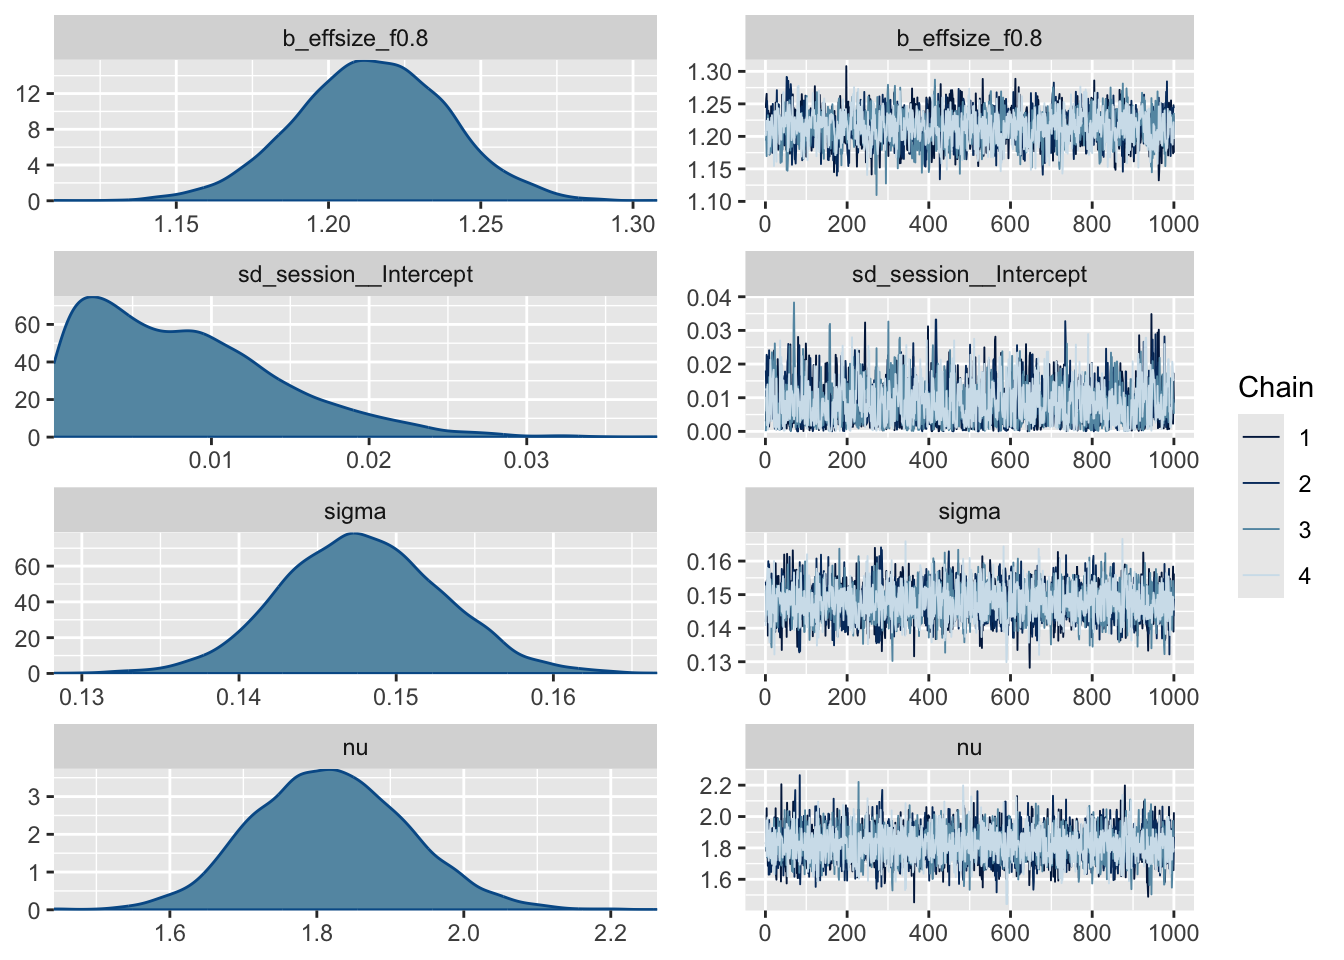 b_effsize_f0.8
12
8
4
0
1.15 1.20 1.25 1.30
b_effsize_f0.8
1.30
1.25
1.20
1.15
1.10
0 200 400 600 800 1000
sd_session__Intercept
60
40
20
0
0.01 0.02 0.03
sd_session__Intercept
0.04
0.03
0.02
0.01
0.00
0 200 400 600 800 1000
sigma
60
40
20
0
0.13 0.14 0.15 0.16
sigma
0.16
0.15
0.14
0.13
0 200 400 600 800 1000
nu
3
2
1
0
1.6 1.8 2.0 2.2
nu
2.2
2.0
1.8
1.6
0 200 400 600 800 1000
Chain
1
2
3
4